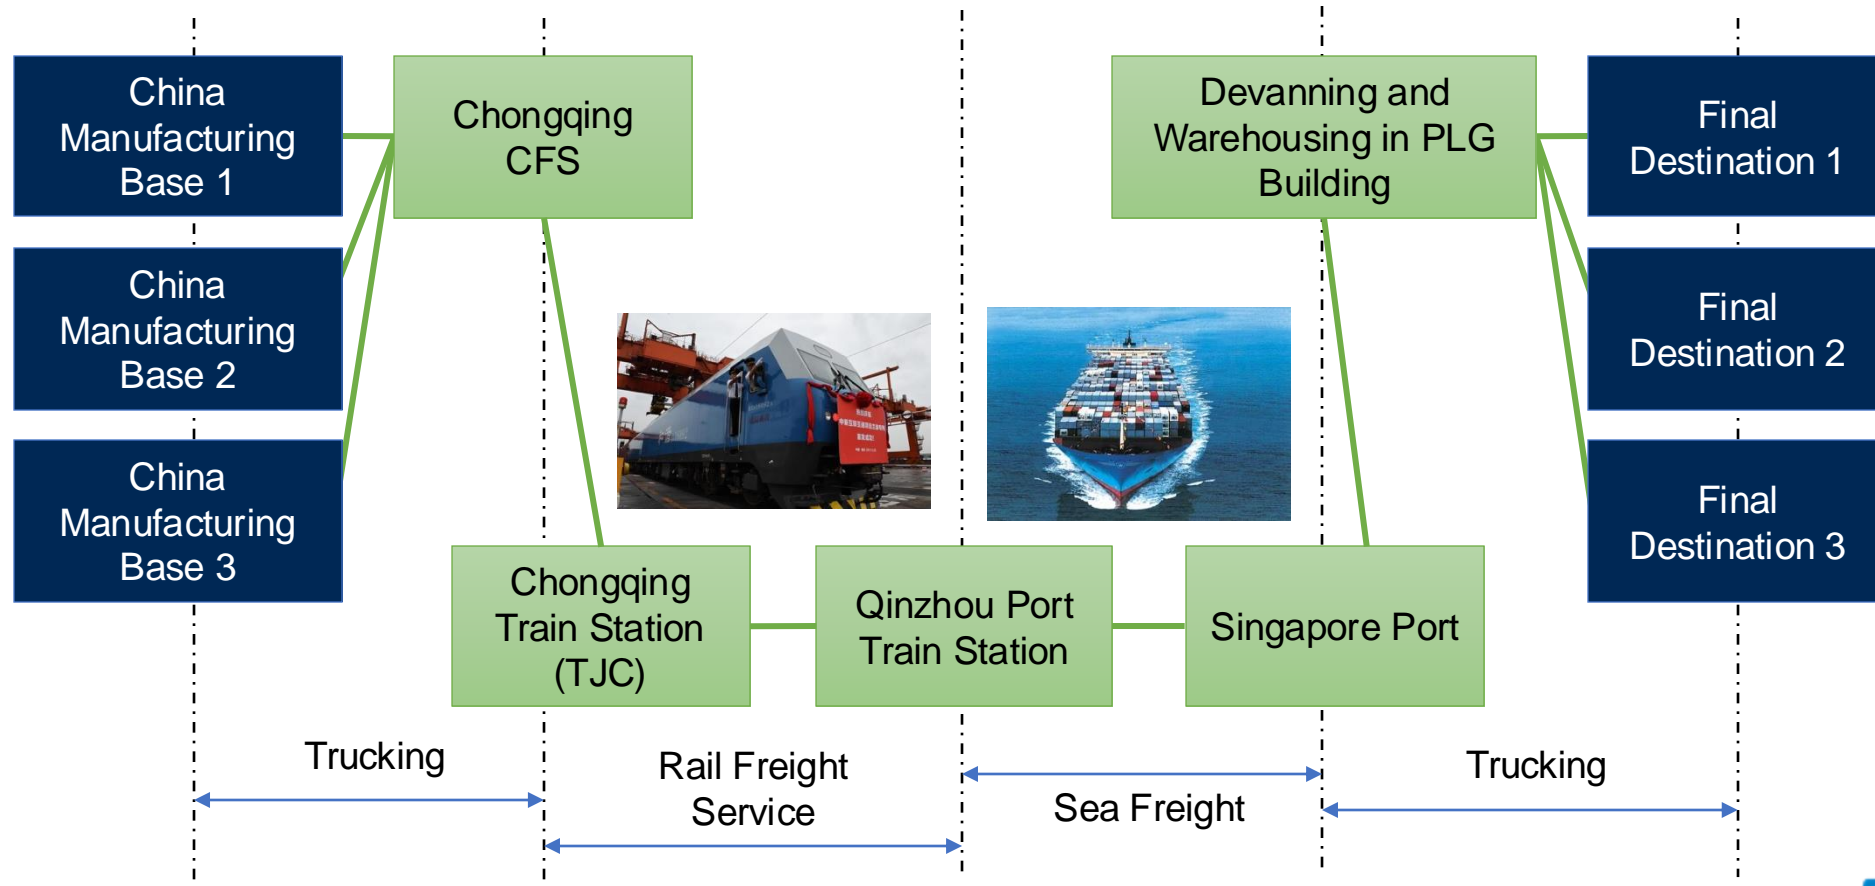 China
Manufacturing
Base 1
Chongqing
CFS
Devanning and
Warehousing in PLG
Building
Final
Destination 1
China
Manufacturing
Base 2
Final
Destination 2
China
Manufacturing
Base 3
Final
Destination 3
Chongqing
Train Station
(TJC)
Qinzhou Port
Train Station
Singapore Port
Trucking
Rail Freight
Service
Sea Freight
Trucking